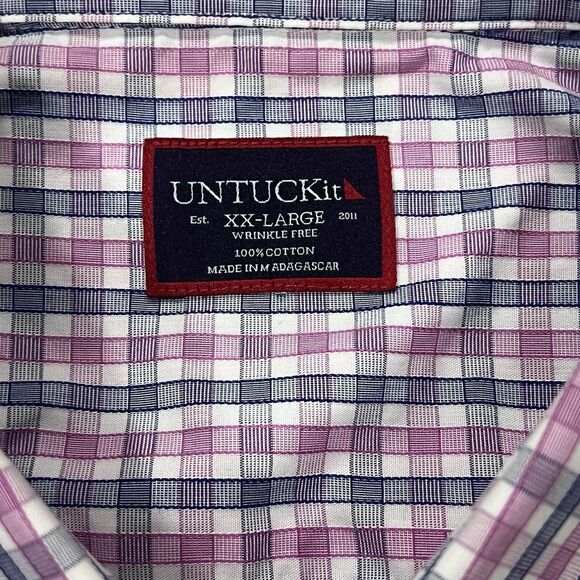 UNTUCKit
Est. XX-LARGE 2011
WRINKLE FREE
100% COTTON
MADE IN MADAGASCAR